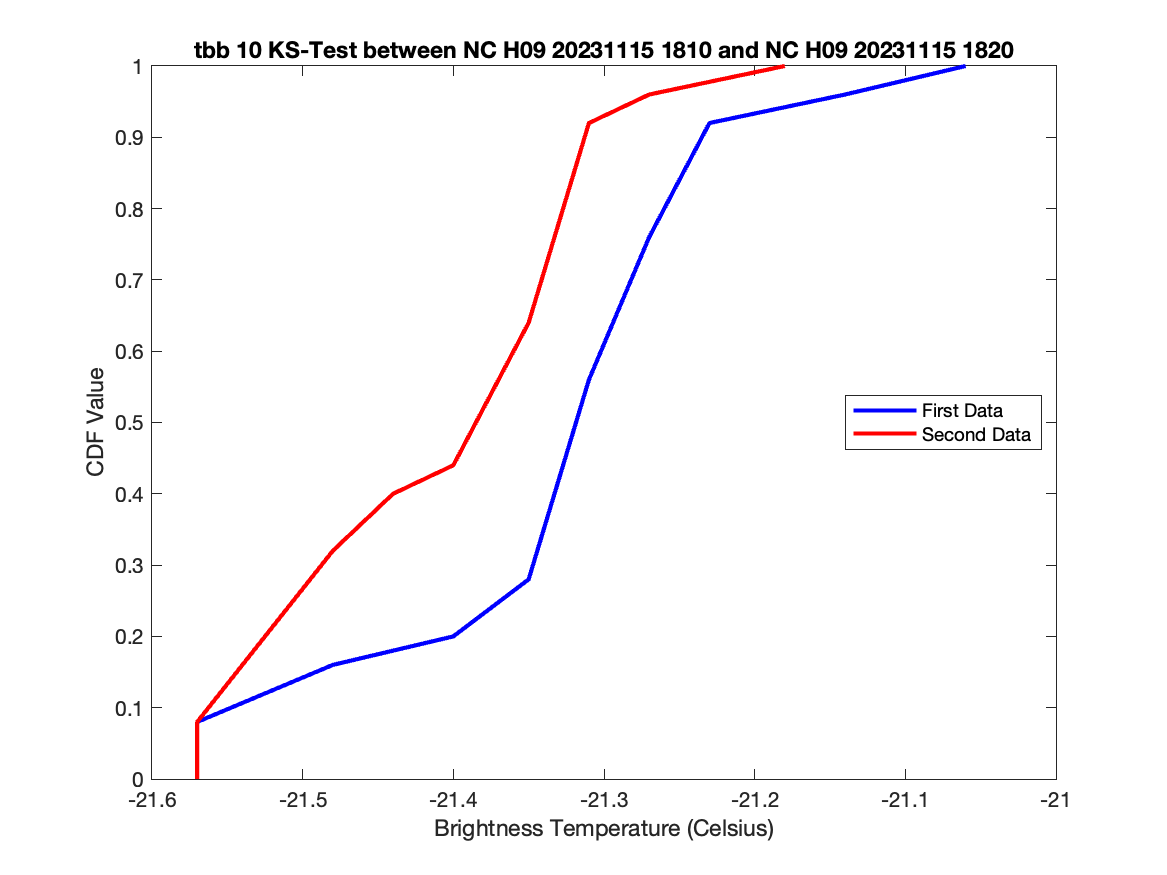 tbb 10 KS-Test between NC H09 20231115 1810 and NC H09 20231115 1820
1
0.9
0.8
0.7
0.6
0.5
0.4
0.3
0.2
0.1
0
CDF Value
First Data
Second Data
-21.6 -21.5 -21.4 -21.3 -21.2 -21.1 -21
Brightness Temperature (Celsius)